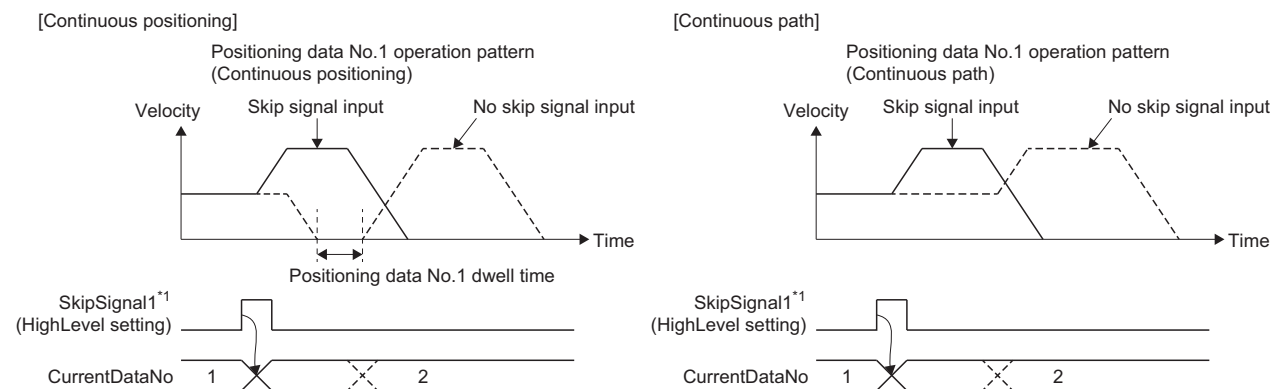 [Continuous positioning]
Positioning data No.1 operation pattern
(Continuous positioning)
Velocity
Skip signal input
No skip signal input
Time
Positioning data No.1 dwell time
SkipSignal1*1
(HighLevel setting)
CurrentDataNo
1
2
[Continuous path]
Positioning data No.1 operation pattern
(Continuous path)
Velocity
Skip signal input
No skip signal input
Time
SkipSignal1*1
(HighLevel setting)
CurrentDataNo
1
2